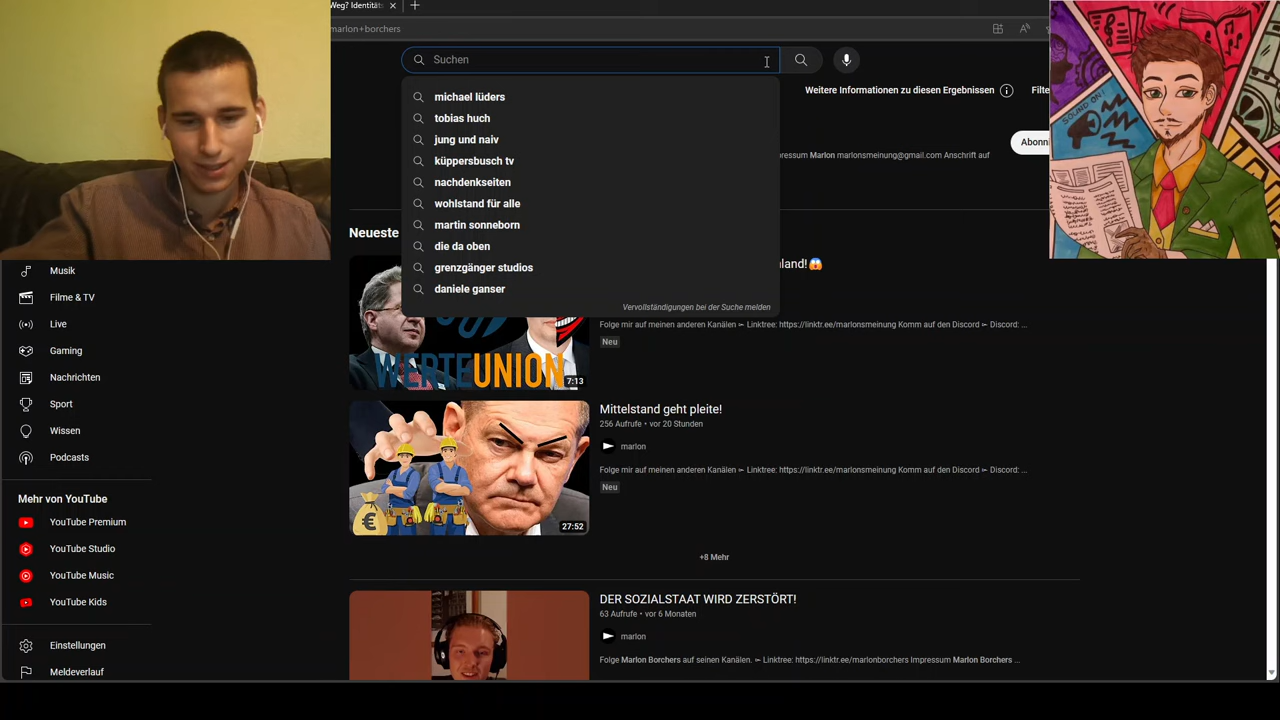 Weg? Identitäts
marlon+borchers
Suchen
michael lüders
tobias huch
jung und naiv
küppersbusch tv
nachdenkseiten
wohlstand für alle
martin sonneborn
die da oben
grenzgänger studios
daniele ganser
Vervollständigungen bei der Suche melden
Weitere Informationen zu diesen Ergebnissen
Filte
Abonni
pressum Marlon marlonsmeinung@gmail.com Anschrift auf
SOUND ON!
Neueste
land!😱
Folge mir auf meinen anderen Kanälen ➣ Linktree: https://linktr.ee/marlonsmeinung Komm auf den Discord ➣ Discord: ...
Neu
WERTEUNION
7:13
Mittelstand geht pleite!
256 Aufrufe • vor 20 Stunden
marlon
Folge mir auf meinen anderen Kanälen ➣ Linktree: https://linktr.ee/marlonsmeinung Komm auf den Discord ➣ Discord: ...
Neu
€
27:52
+8 Mehr
DER SOZIALSTAAT WIRD ZERSTÖRT!
63 Aufrufe • vor 6 Monaten
marlon
Folge Marlon Borchers auf seinen Kanälen. ➣ Linktree: https://linktr.ee/marlonborchers Impressum Marlon Borchers ...
Musik
Filme & TV
Live
Gaming
Nachrichten
Sport
Wissen
Podcasts
Mehr von YouTube
YouTube Premium
YouTube Studio
YouTube Music
YouTube Kids
Einstellungen
Meldeverlauf